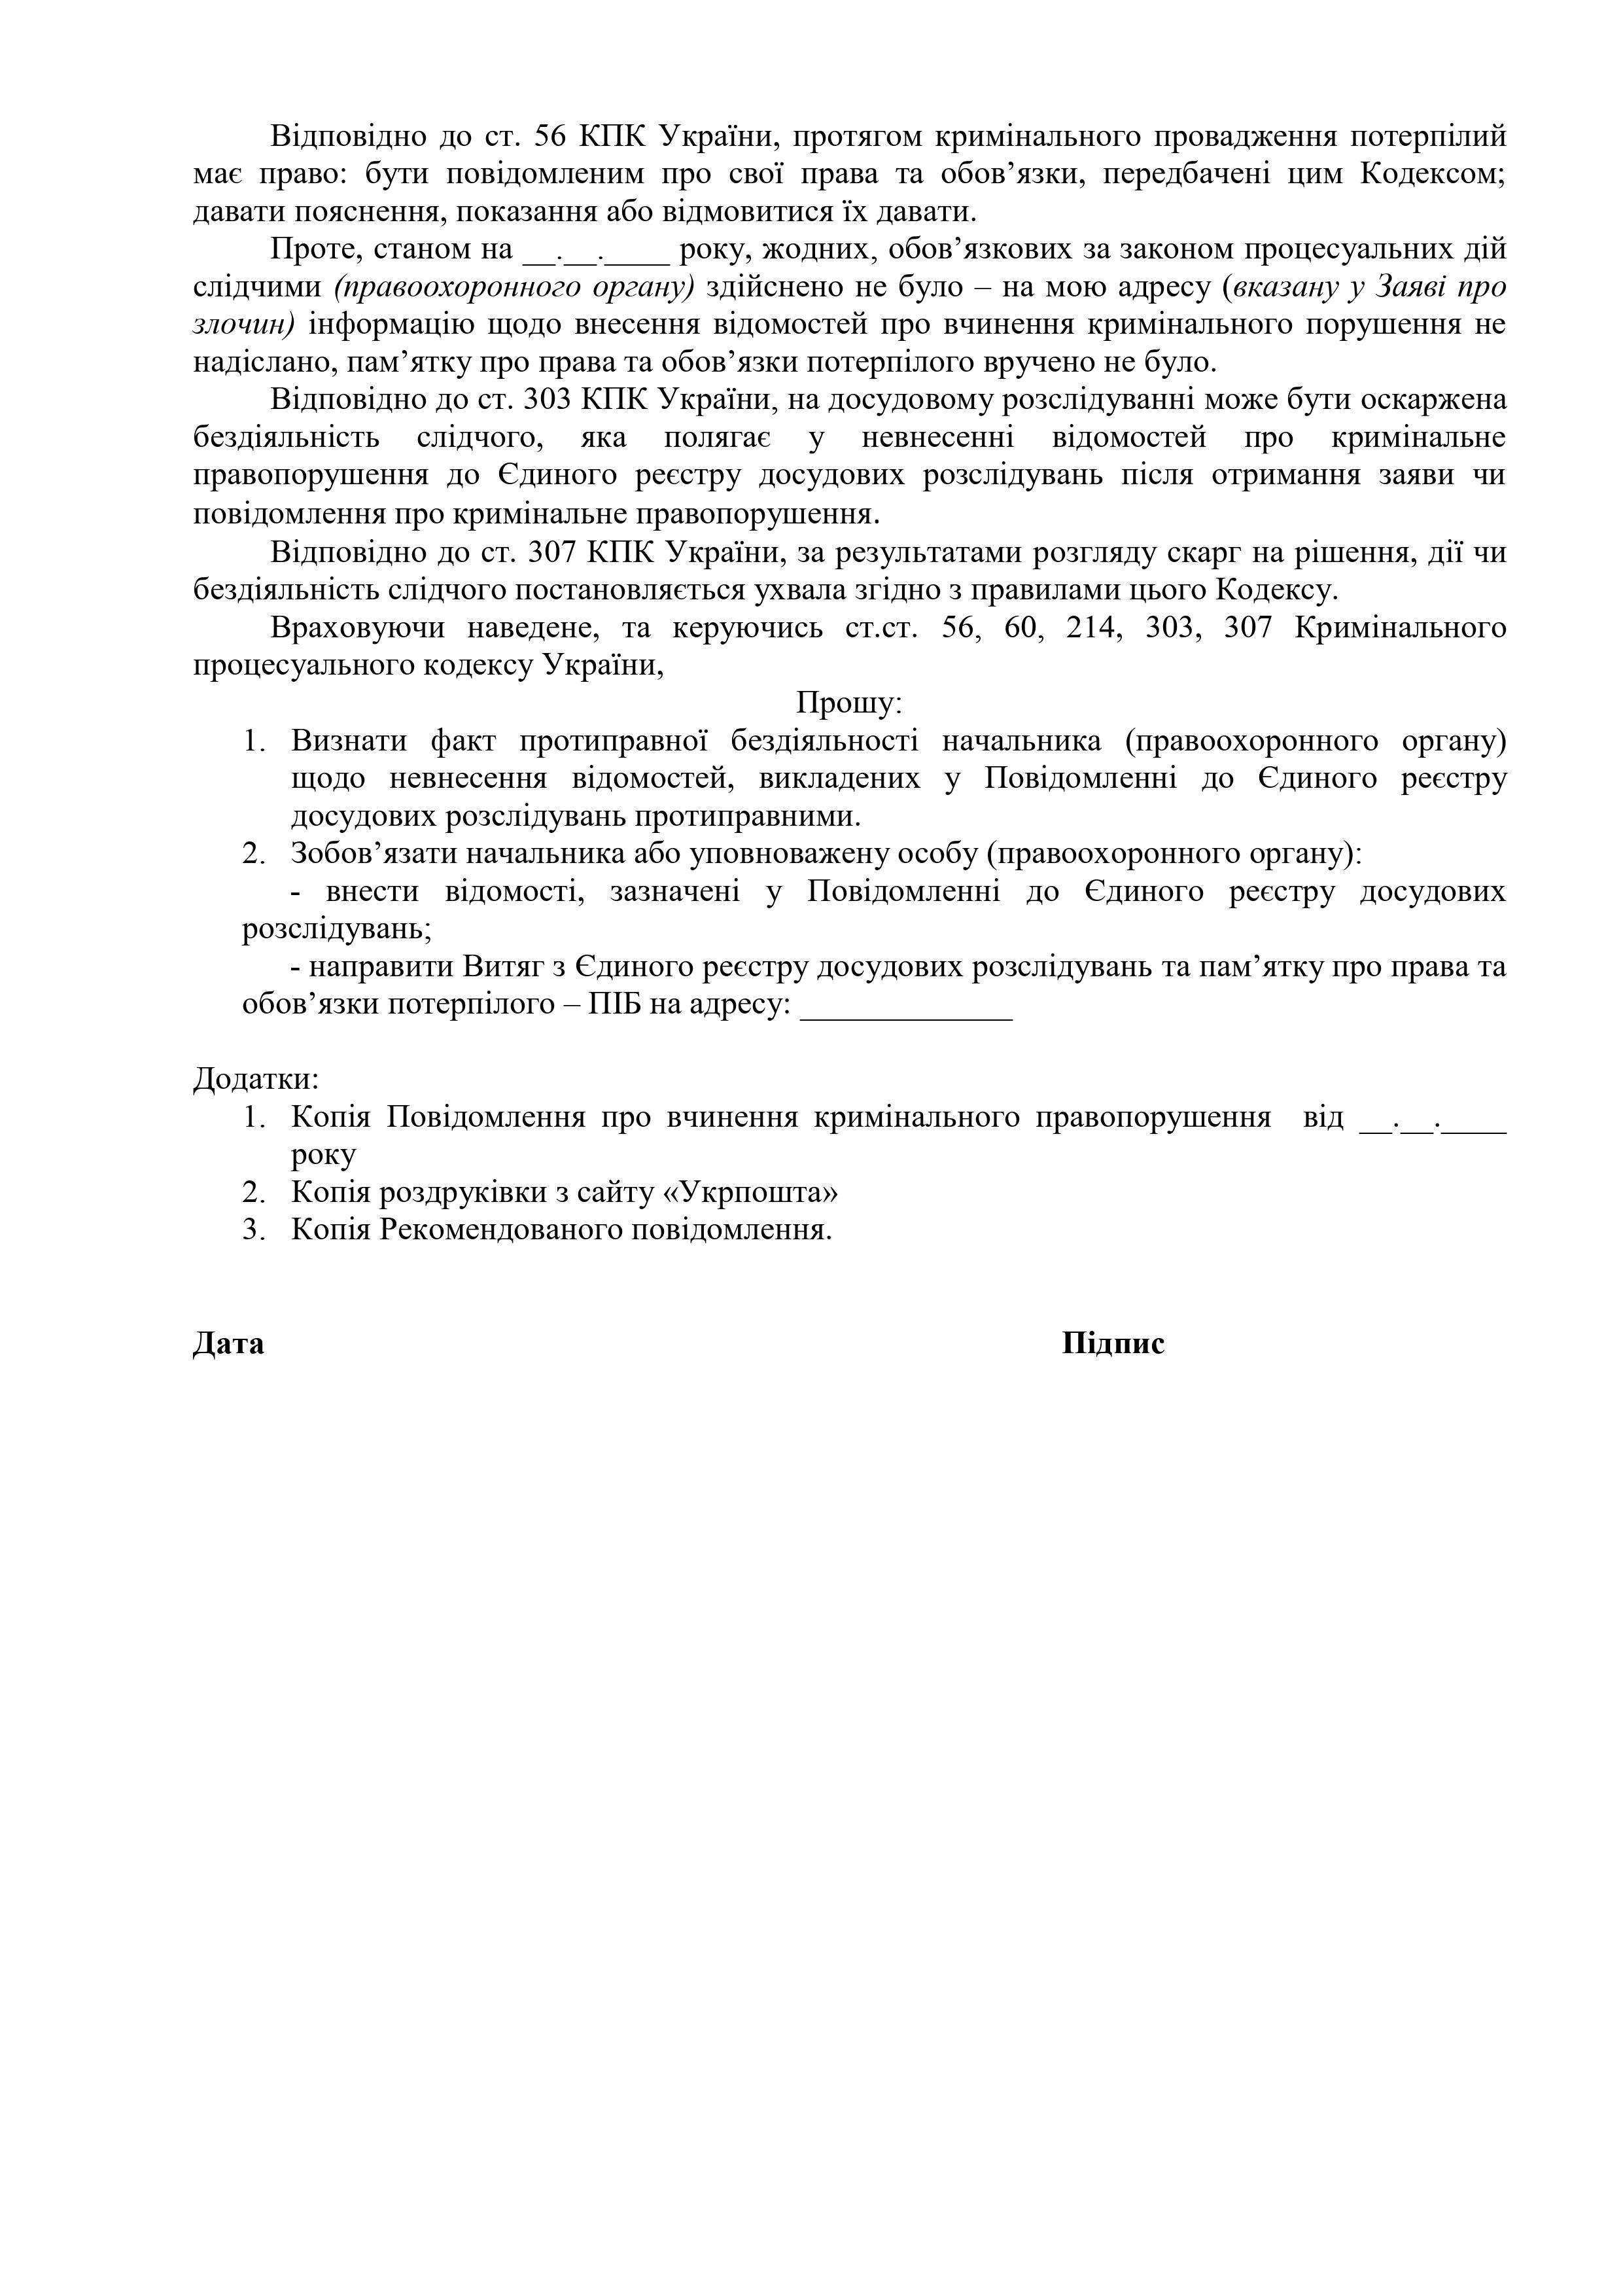 Відповідно до ст. 56 КПК України, протягом кримінального провадження потерпілий
має право: бути повідомленим про свої права та обов’язки, передбачені цим Кодексом;
давати пояснення, показання або відмовитися їх давати.
Проте, станом на __.__.____ року, жодних, обов’язкових за законом процесуальних дій
слідчими (правоохоронного органу) здійснено не було – на мою адресу (вказану у Заяві про
злочин) інформацію щодо внесення відомостей про вчинення кримінального порушення не
надіслано, пам’ятку про права та обов’язки потерпілого вручено не було.
Відповідно до ст. 303 КПК України, на досудовому розслідуванні може бути оскаржена
бездіяльність слідчого, яка полягає у невнесенні відомостей про кримінальне
правопорушення до Єдиного реєстру досудових розслідувань після отримання заяви чи
повідомлення про кримінальне правопорушення.
Відповідно до ст. 307 КПК України, за результатами розгляду скарг на рішення, дії чи
бездіяльність слідчого постановляється ухвала згідно з правилами цього Кодексу.
Враховуючи наведене, та керуючись ст.ст. 56, 60, 214, 303, 307 Кримінального
процесуального кодексу України,
Прошу:
1. Визнати факт протиправної бездіяльності начальника (правоохоронного органу)
щодо невнесення відомостей, викладених у Повідомленні до Єдиного реєстру
досудових розслідувань протиправними.
2. Зобов’язати начальника або уповноважену особу (правоохоронного органу):
- внести відомості, зазначені у Повідомленні до Єдиного реєстру досудових
розслідувань;
- направити Витяг з Єдиного реєстру досудових розслідувань та пам’ятку про права та
обов’язки потерпілого – ПІБ на адресу: _____________
Додатки:
1. Копія Повідомлення про вчинення кримінального правопорушення від __.__.____
року
2. Копія роздруківки з сайту «Укрпошта»
3. Копія Рекомендованого повідомлення.
Дата Підпис